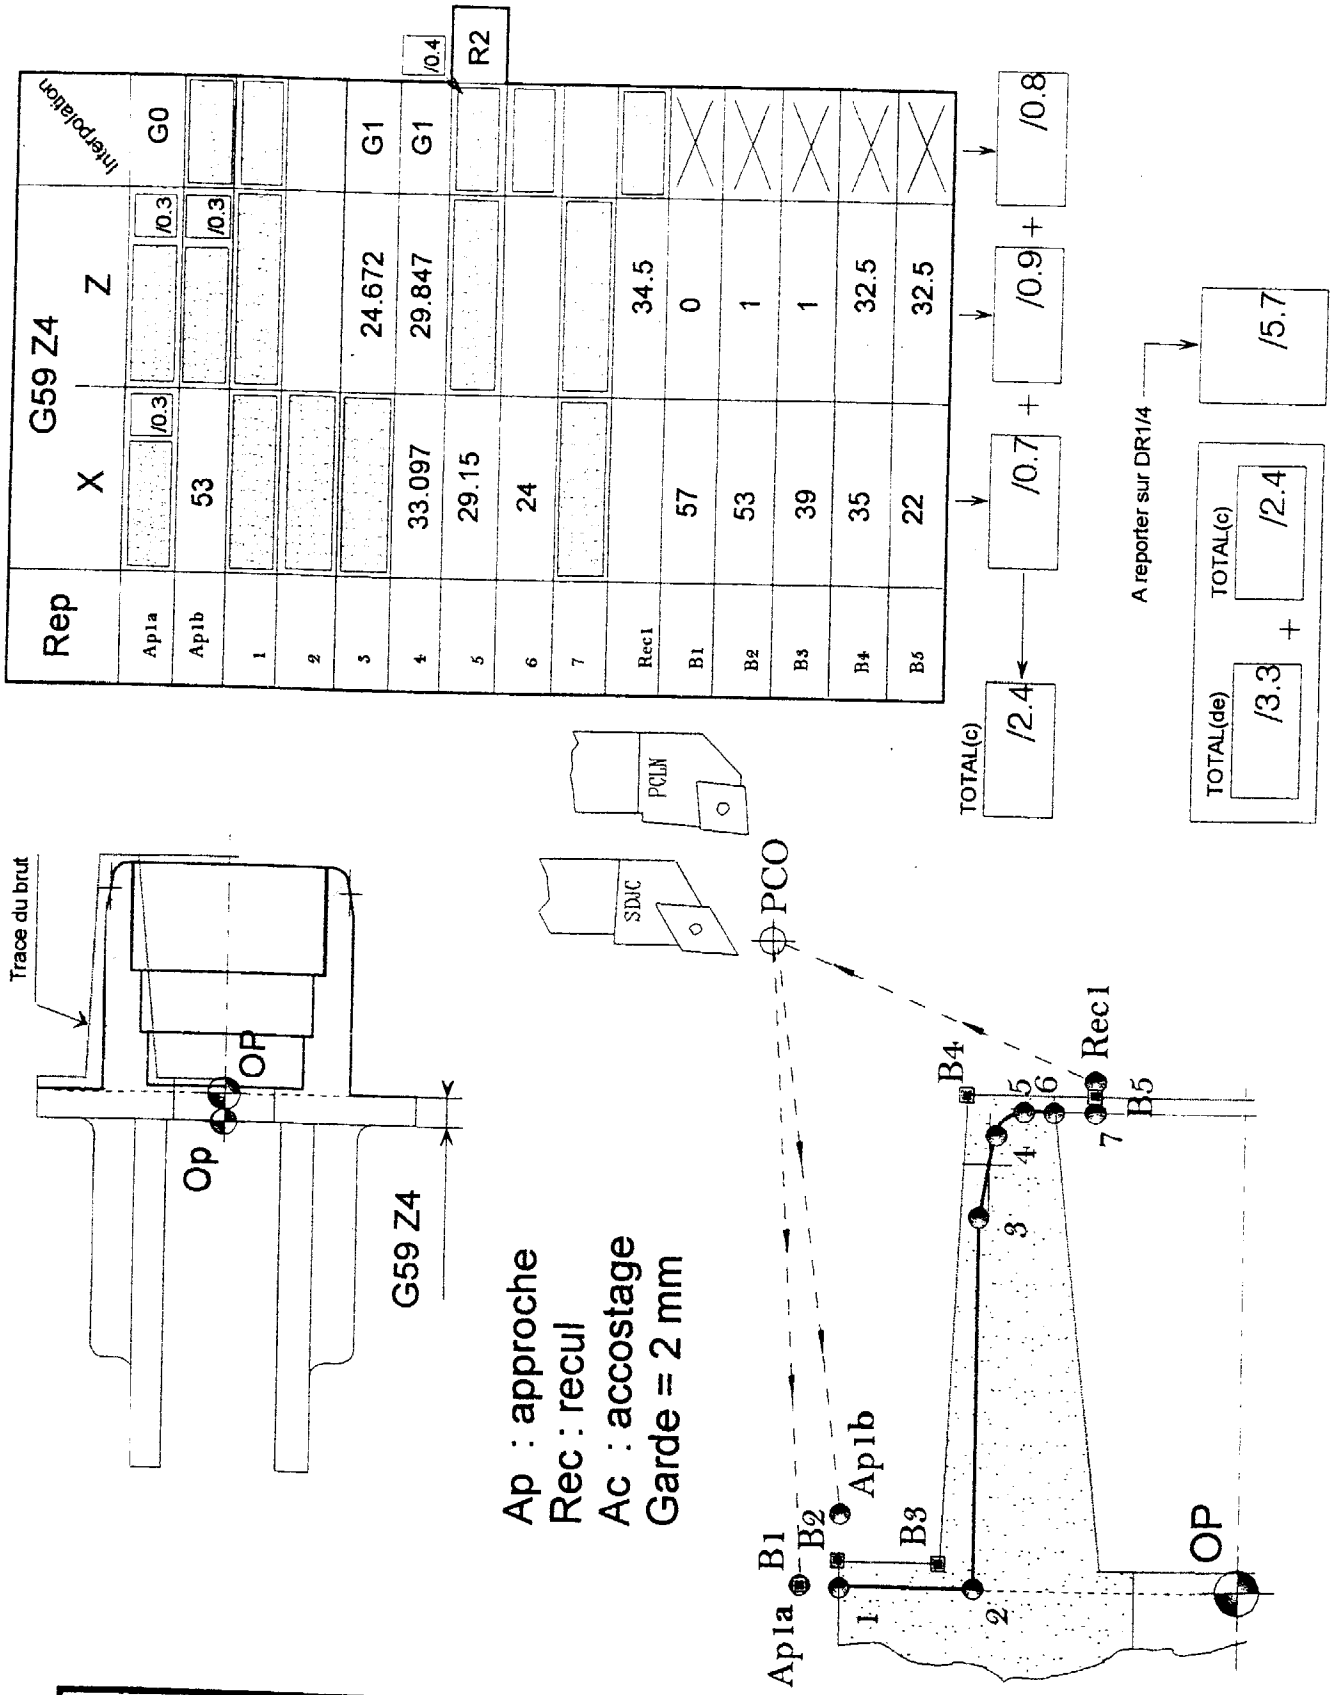 Rep X G59 Z4 Z Interpolation
Ap1a /0.3 /0.3 G0
Ap1b 53 /0.3
1
2
3 24.672 G1
4 33.097 29.847 G1
/0.4
5 29.15
R2
6 24
7
Rec1 34.5
B1 57 0
B2 53 1
B3 39 1
B4 35 32.5
B5 22 32.5
TOTAL(c)
/2.4 /0.7 + /0.9 + /0.8
A reporter sur DR1/4
/5.7
TOTAL(de) TOTAL(c)
/3.3 + /2.4
Trace du brut
Op
OP
G59 Z4
Ap : approche
Rec : recul
Ac : accostage
Garde = 2 mm
SDJC
PCLN
PCO
Ap1a
B1
B2
Ap1b
B3
B4
1
2
3
4
5
6
7
B5
Rec1
OP